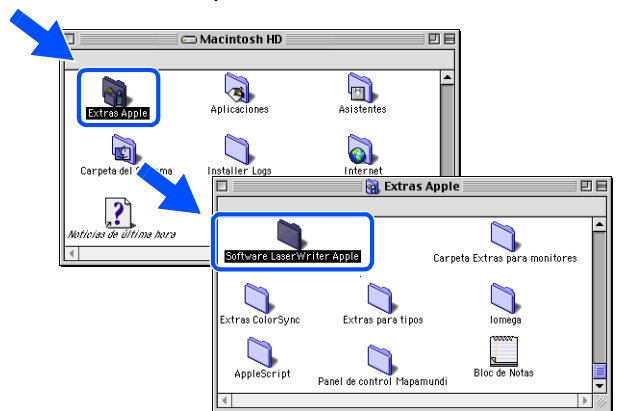 Macintosh HD
Extras Apple
Aplicaciones
Asistentes
Carpeta del
Installer Logs
Internet
Noticias de última hora
Extras Apple
Software LaserWriter Apple
Carpeta Extras para monitores
Extras ColorSync
Extras para tipos
Iomega
AppleScript
Panel de control Mapamundi
Bloc de Notas